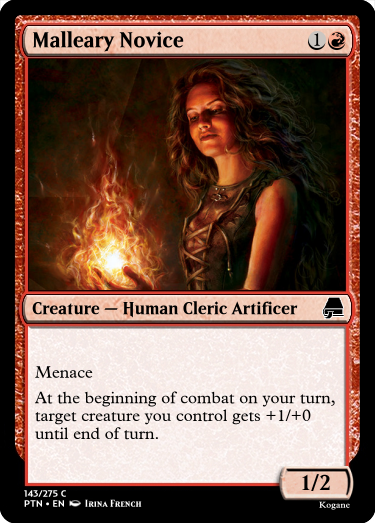 Malleary Novice 1
Creature — Human Cleric Artificer
Menace
At the beginning of combat on your turn,
target creature you control gets +1/+0
until end of turn.
1/2
143/275 C
PTN • EN Irina French
Kogane